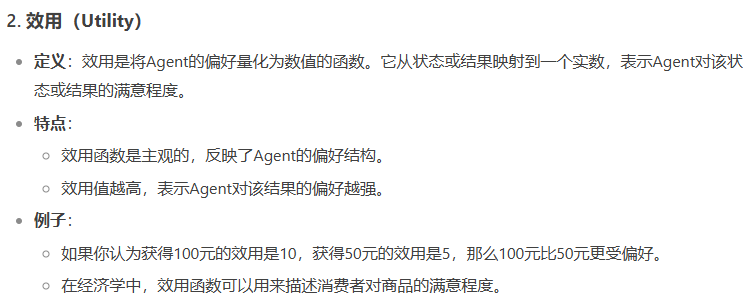 2. 效用（Utility）
定义：效用是将Agent的偏好量化为数值的函数。它从状态或结果映射到一个实数，表示Agent对该状
态或结果的满意程度。
特点：
效用函数是主观的，反映了Agent的偏好结构。
效用值越高，表示Agent对该结果的偏好越强。
例子：
如果你认为获得100元的效用是10，获得50元的效用是5，那么100元比50元更受偏好。
在经济学中，效用函数可以用来描述消费者对商品的满意程度。